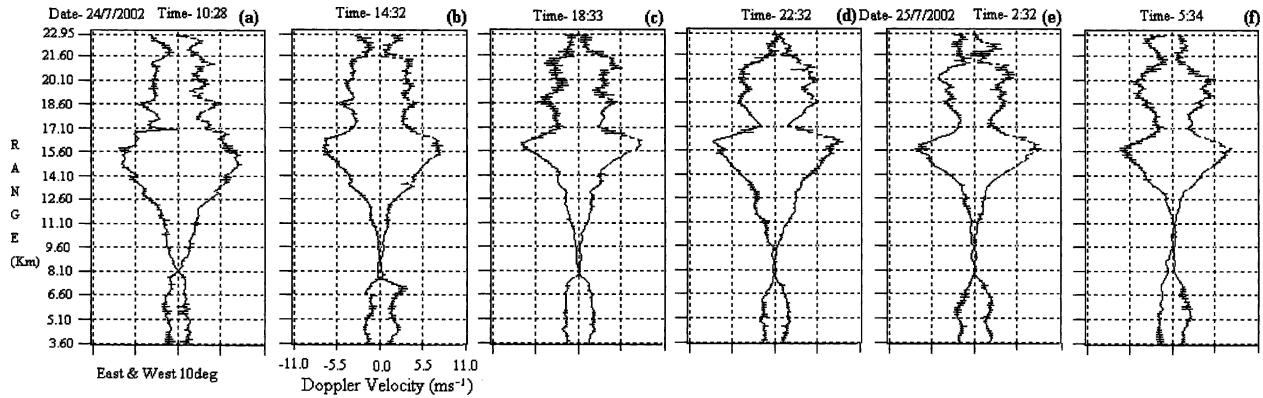 Date- 24/7/2002 Time- 10:28 (a) Time- 14:32 (b) Time- 18:33 (c) Time- 22:32 (d) Date- 25/7/2002 Time- 2:32 (e) Time- 5:34 (f)
22.95
21.60
20.10
18.60
17.10
15.60
14.10
12.60
11.10
9.60
8.10
6.60
5.10
3.60
RANGE
(Km)
East & West 10deg
-11.0 -5.5 0.0 5.5 11.0
Doppler Velocity (ms⁻¹)